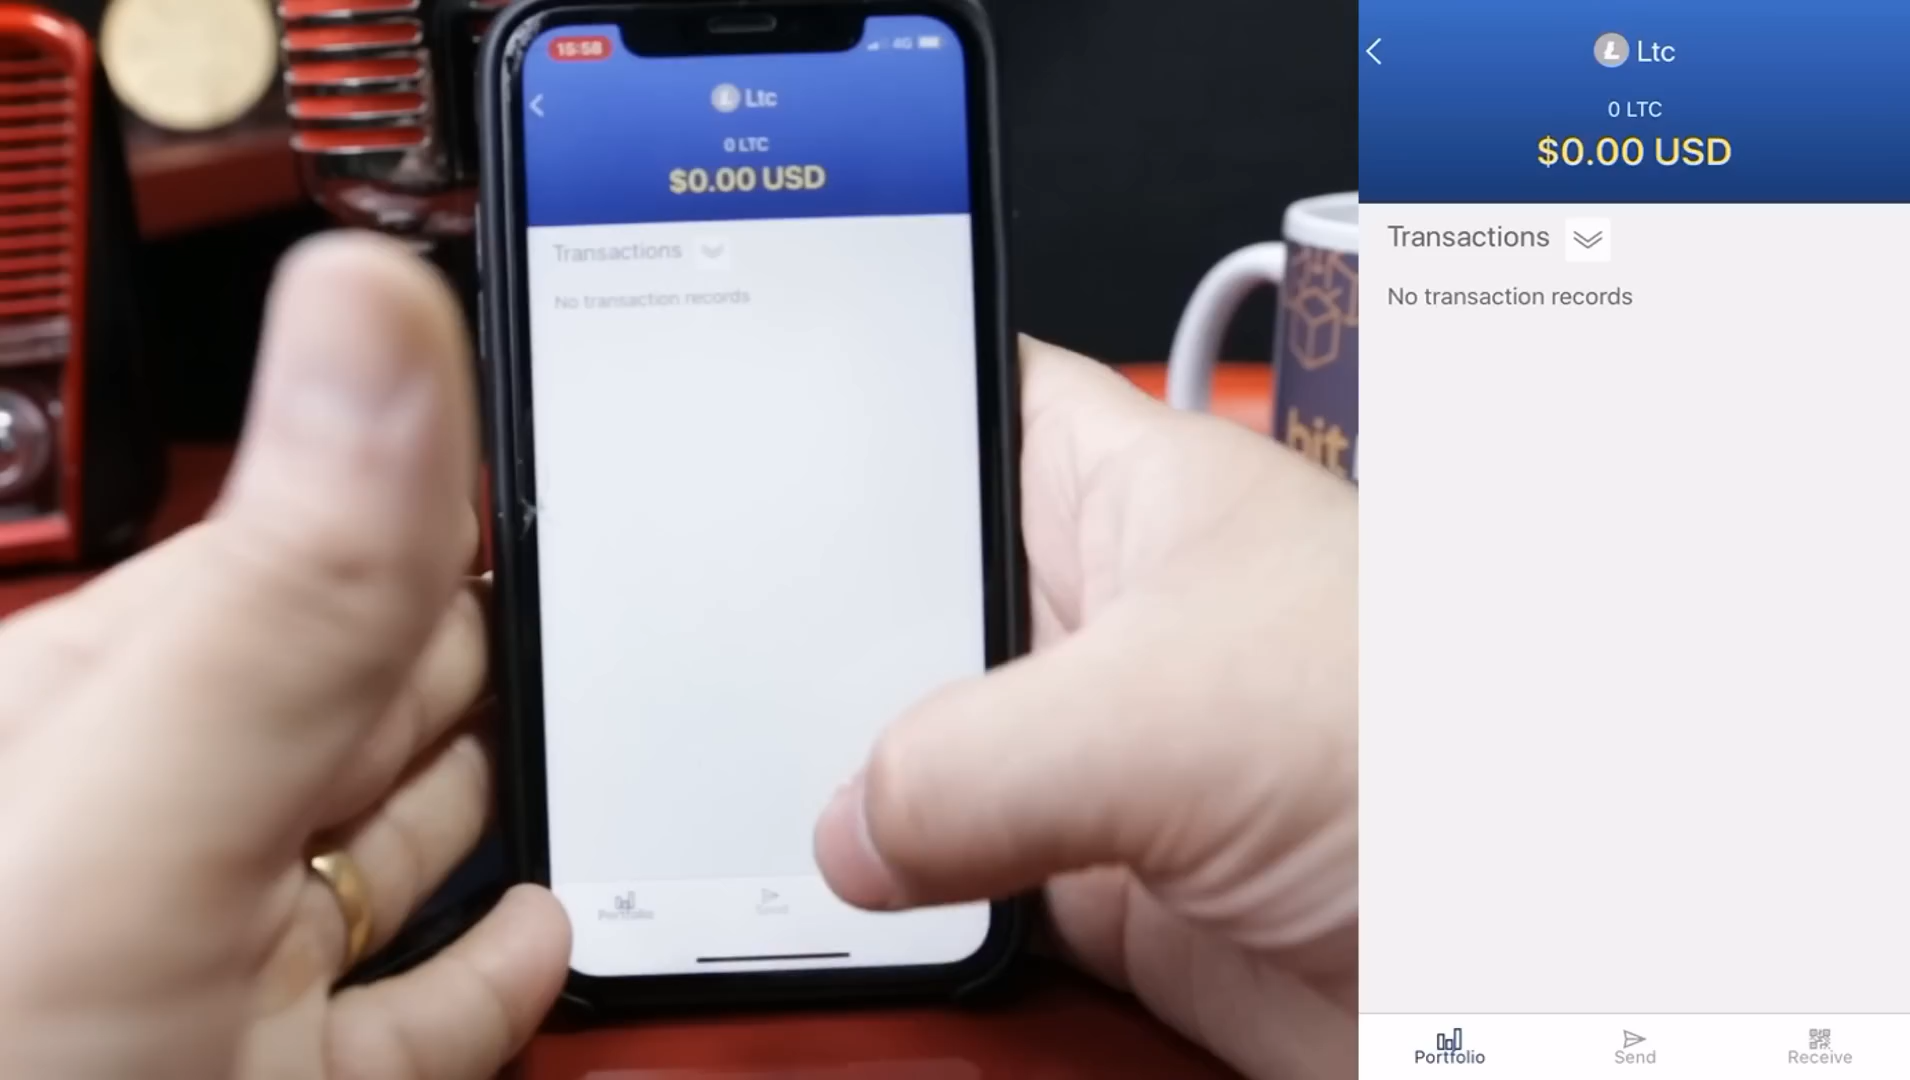 15:58
4G
Ltc
0 LTC
$0.00 USD
Transactions
No transaction records
Portfolio
Send
bit
Ltc
0 LTC
$0.00 USD
Transactions
No transaction records
Portfolio
Send
Receive